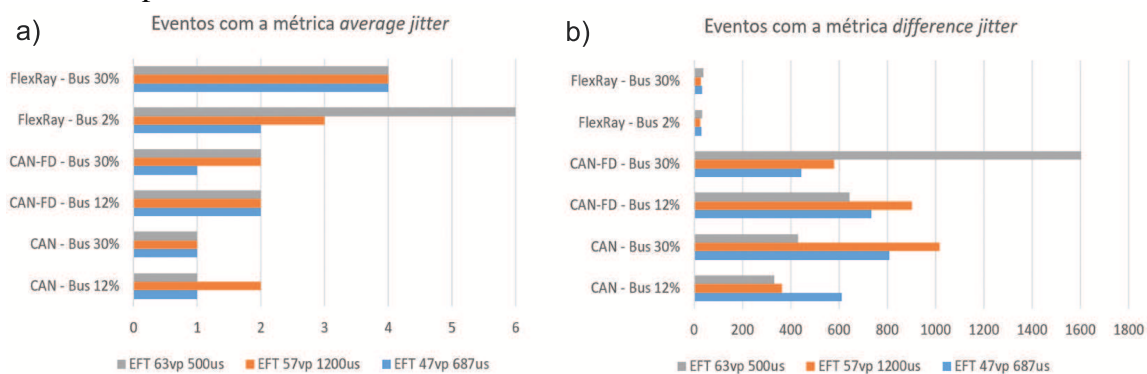 a)
Eventos com a métrica average jitter
FlexRay - Bus 30%
FlexRay - Bus 2%
CAN-FD - Bus 30%
CAN-FD - Bus 12%
CAN - Bus 30%
CAN - Bus 12%
0 1 2 3 4 5 6
EFT 63vp 500us EFT 57vp 1200us EFT 47vp 687us
b)
Eventos com a métrica difference jitter
FlexRay - Bus 30%
FlexRay - Bus 2%
CAN-FD - Bus 30%
CAN-FD - Bus 12%
CAN - Bus 30%
CAN - Bus 12%
0 200 400 600 800 1000 1200 1400 1600 1800
EFT 63vp 500us EFT 57vp 1200us EFT 47vp 687us